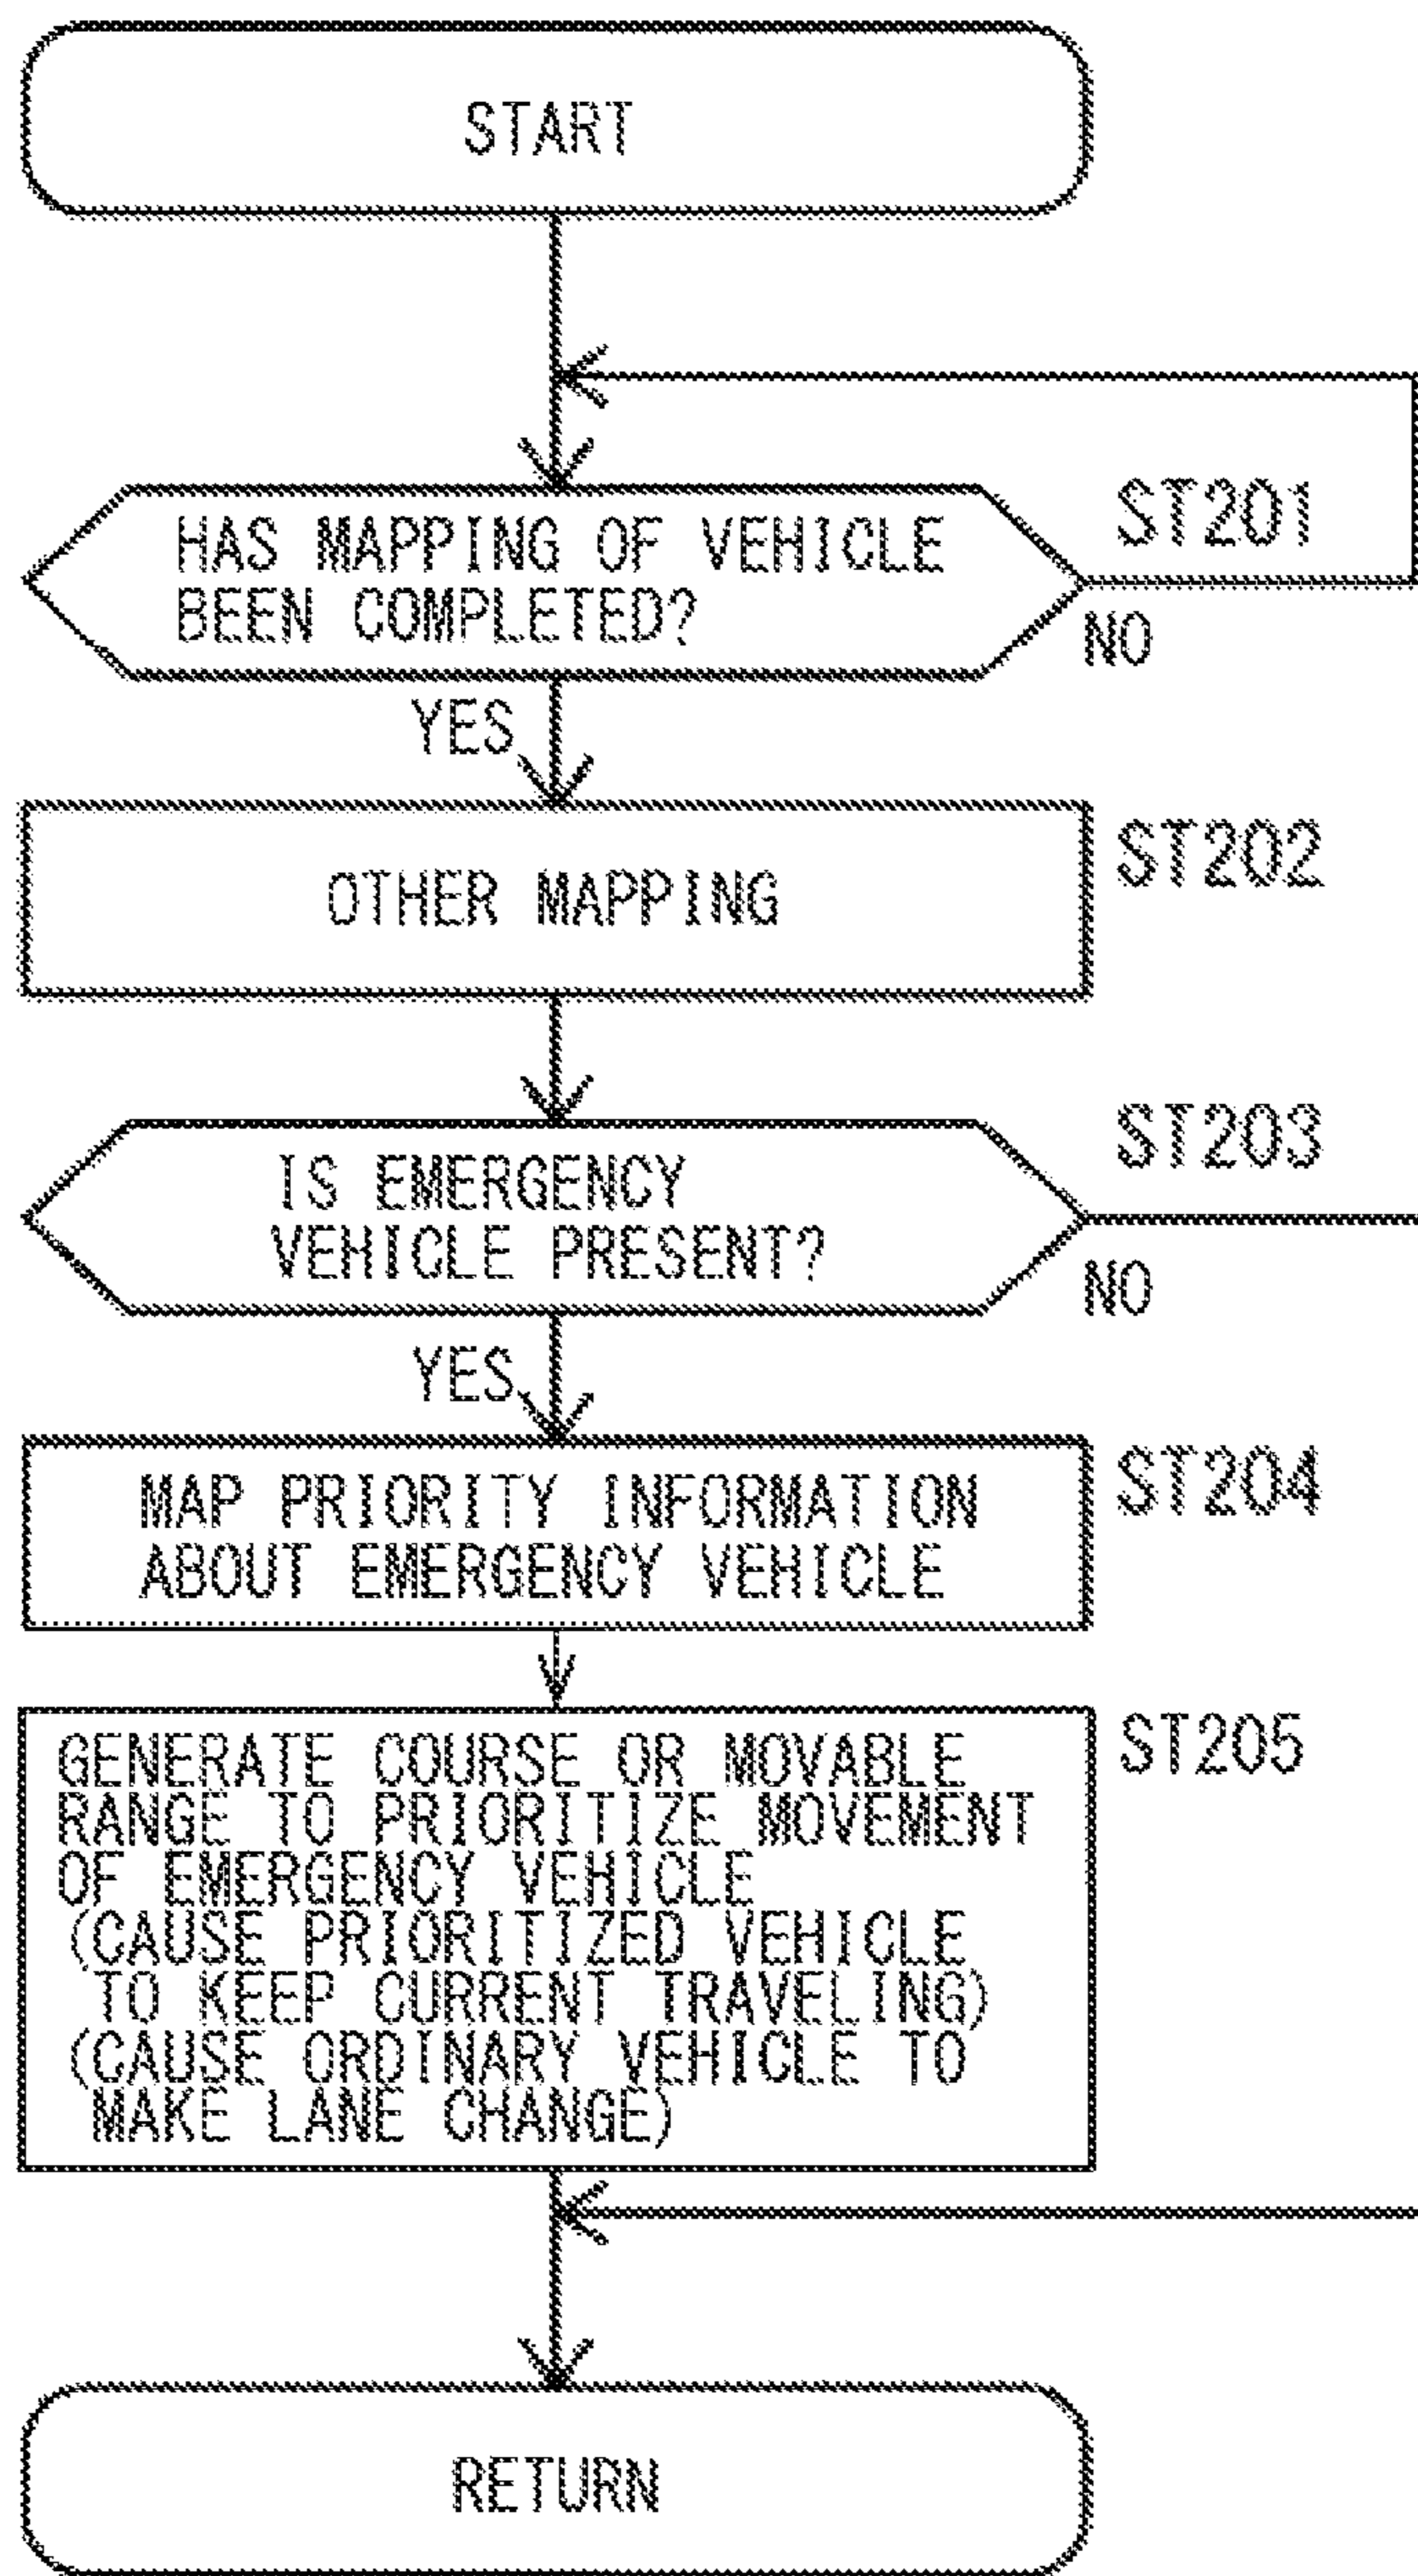 START
HAS MAPPING OF VEHICLE
BEEN COMPLETED?
ST201
NO
YES
OTHER MAPPING
ST202
IS EMERGENCY
VEHICLE PRESENT?
ST203
NO
YES
MAP PRIORITY INFORMATION
ABOUT EMERGENCY VEHICLE
ST204
GENERATE COURSE OR MOVABLE
RANGE TO PRIORITIZE MOVEMENT
OF EMERGENCY VEHICLE
(CAUSE PRIORITIZED VEHICLE
TO KEEP CURRENT TRAVELING)
(CAUSE ORDINARY VEHICLE TO
MAKE LANE CHANGE)
ST205
RETURN